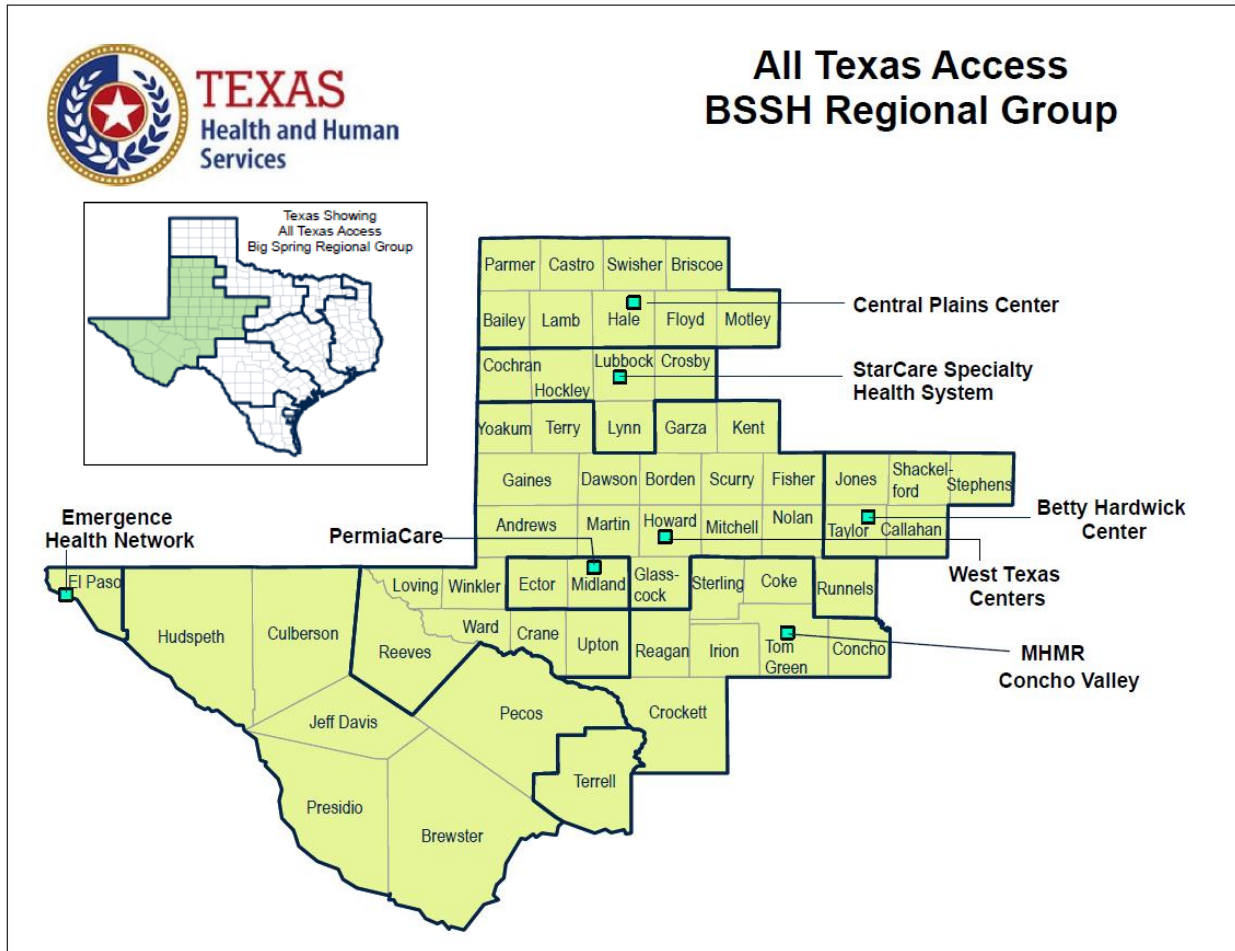 TEXAS
Health and Human
Services
All Texas Access
BSSH Regional Group
Texas Showing
All Texas Access
Big Spring Regional Group
Parmer Castro Swisher Briscoe
Bailey Lamb Hale Floyd Motley
Central Plains Center
Cochran Hockley Lubbock Crosby
StarCare Specialty
Health System
Yoakum Terry Lynn Garza Kent
Gaines Dawson Borden Scurry Fisher Jones
Shackel-
ford
Stephens
Andrews Martin Howard Mitchell Nolan Taylor Callahan
Betty Hardwick
Center
Emergence
Health Network
PermiaCare
West Texas
Centers
El Paso
Loving Winkler Ector Midland
Glass-
cock
Sterling Coke Runnels
Hudspeth Culberson Reeves Ward Crane Upton Reagan Irion
Tom
Green
Concho
MHMR
Concho Valley
Jeff Davis Pecos Crockett
Presidio Brewster Terrell